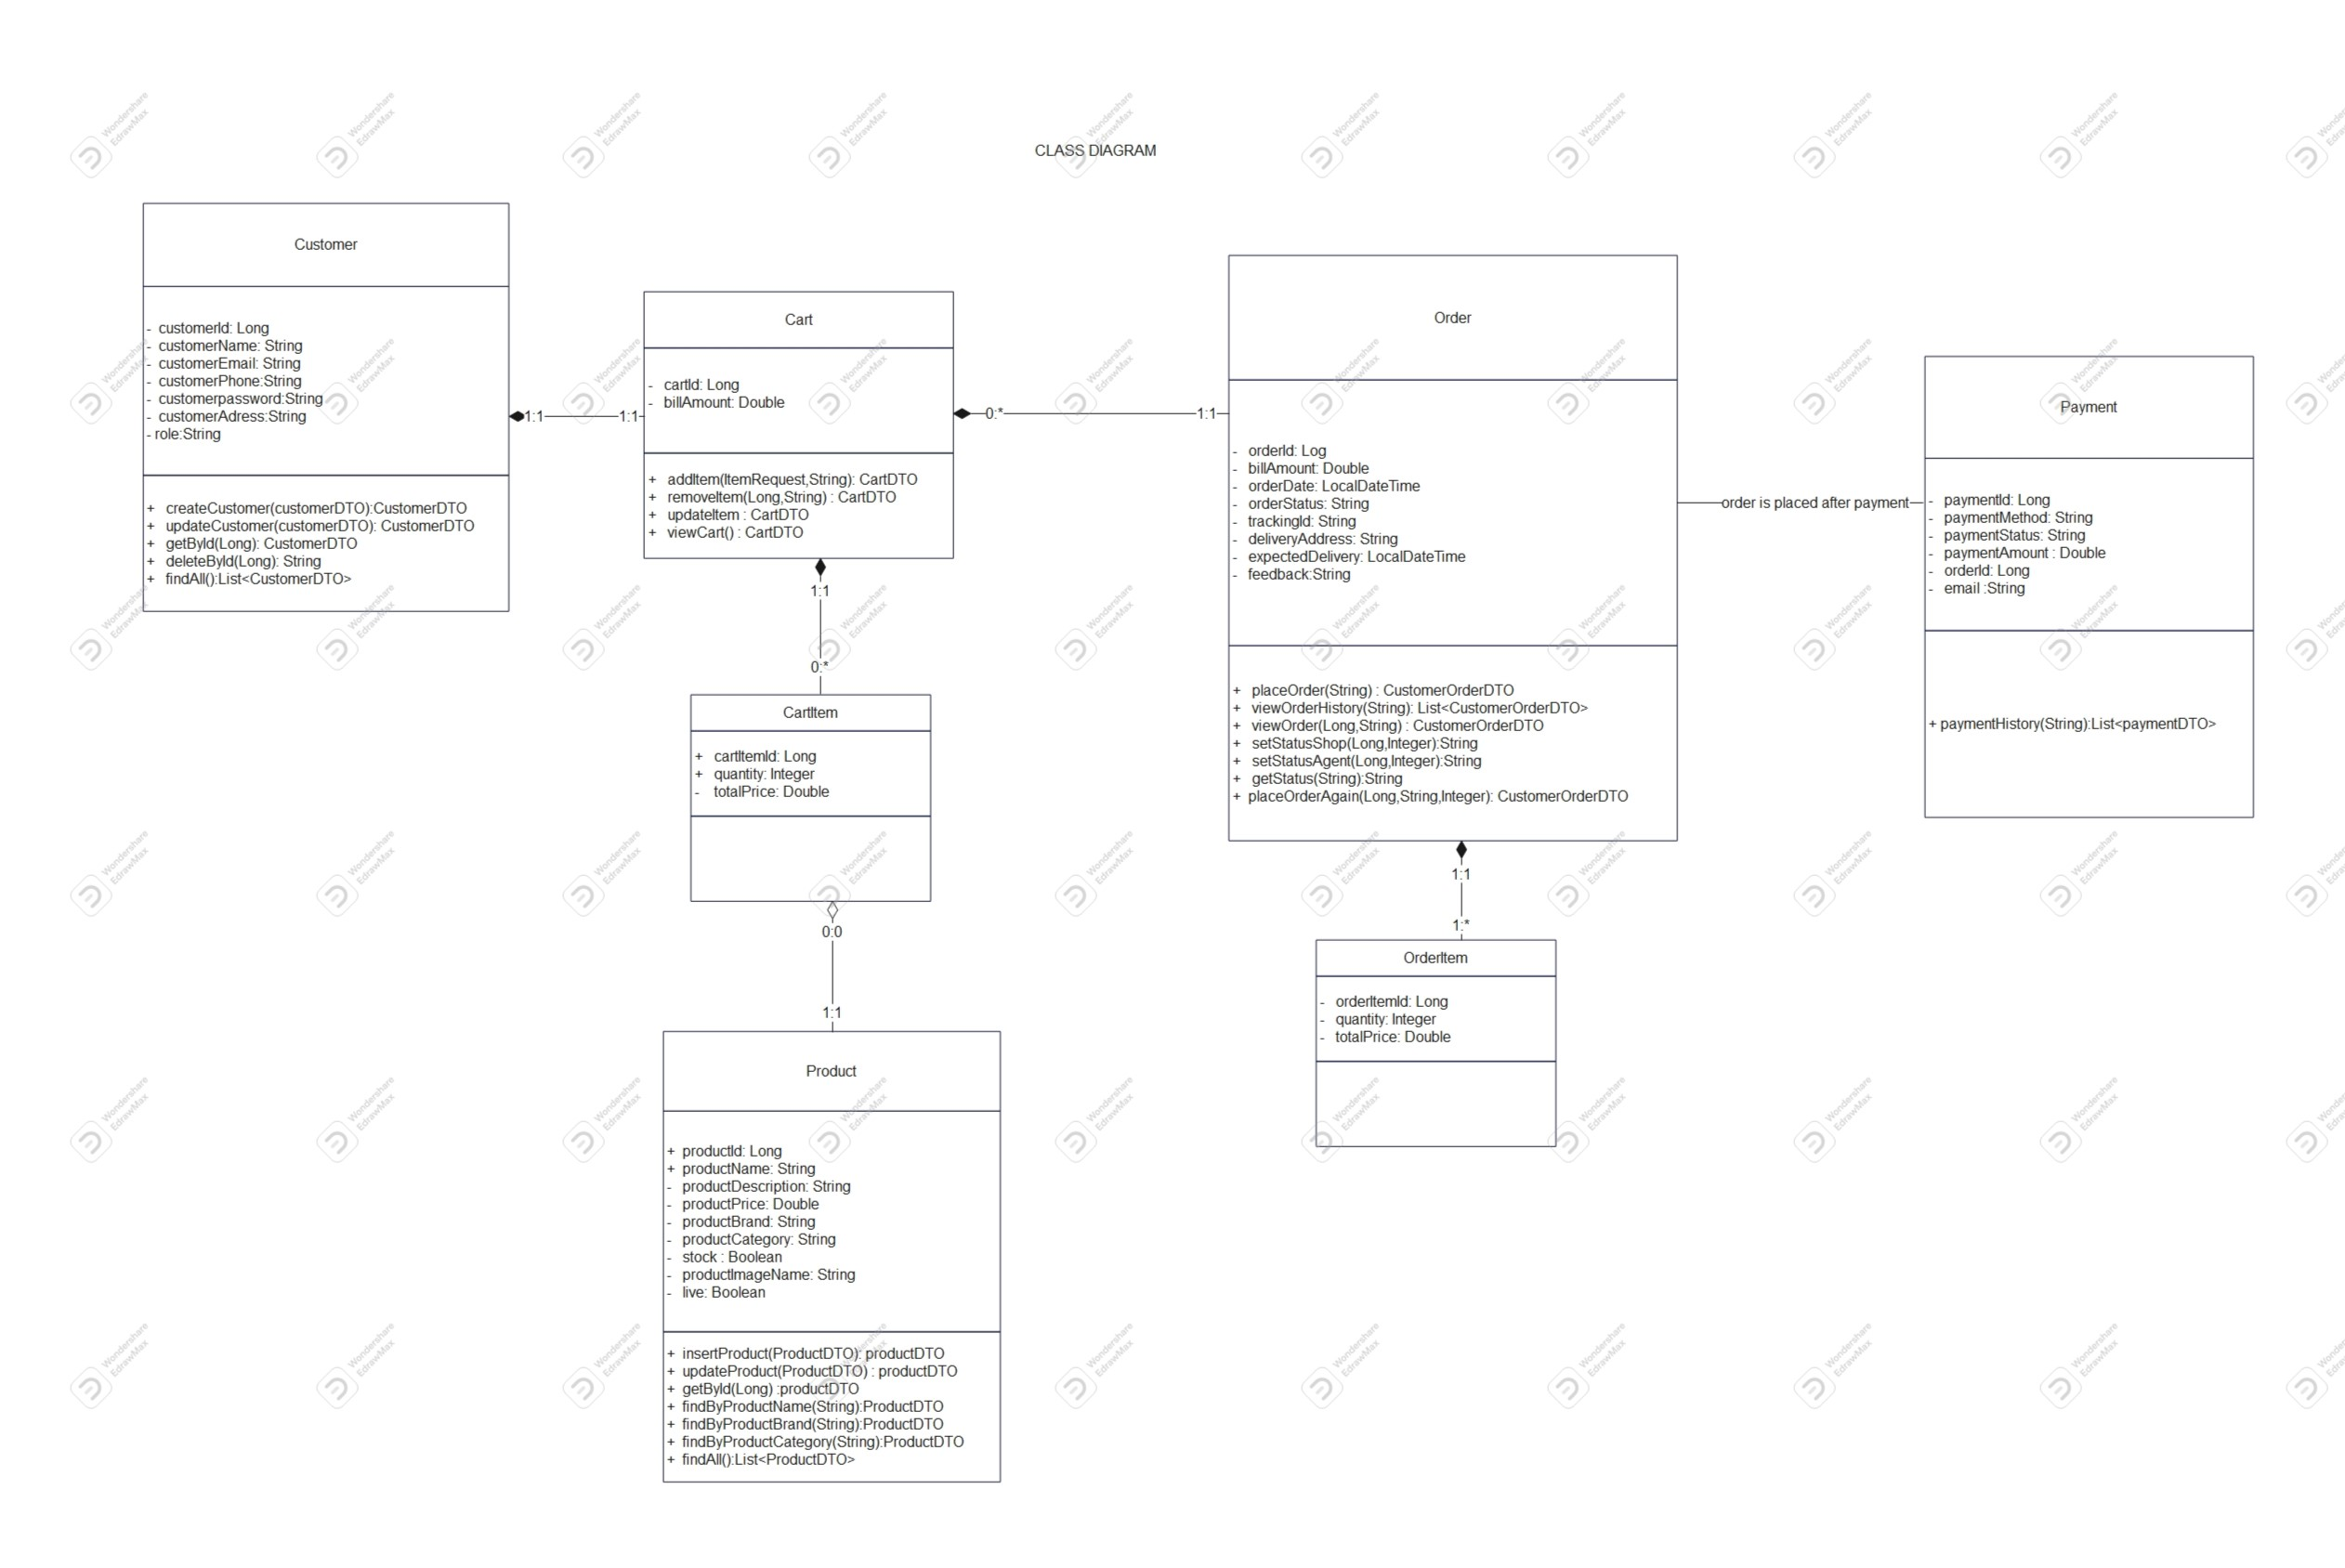 CLASS DIAGRAM
Customer
- customerId: Long
- customerName: String
- customerEmail: String
- customerPhone:String
- customerpassword:String
- customerAdress:String
- role:String
+ createCustomer(customerDTO):CustomerDTO
+ updateCustomer(customerDTO): CustomerDTO
+ getById(Long): CustomerDTO
+ deleteById(Long): String
+ findAll():List<CustomerDTO>
1:1
1:1
Cart
- cartId: Long
- billAmount: Double
+ addItem(ItemRequest,String): CartDTO
+ removeItem(Long,String) : CartDTO
+ updateItem : CartDTO
+ viewCart() : CartDTO
0:*
1:1
1:1
0:*
CartItem
+ cartItemId: Long
+ quantity: Integer
- totalPrice: Double
0:0
1:1
Product
+ productId: Long
+ productName: String
- productDescription: String
- productPrice: Double
- productBrand: String
- productCategory: String
- stock : Boolean
- productImageName: String
- live: Boolean
+ insertProduct(ProductDTO): productDTO
+ updateProduct(ProductDTO) : productDTO
+ getById(Long) :productDTO
+ findByProductName(String):ProductDTO
+ findByProductBrand(String):ProductDTO
+ findByProductCategory(String):ProductDTO
+ findAll():List<ProductDTO>
Order
- orderId: Log
- billAmount: Double
- orderDate: LocalDateTime
- orderStatus: String
- trackingId: String
- deliveryAddress: String
- expectedDelivery: LocalDateTime
- feedback:String
+ placeOrder(String) : CustomerOrderDTO
+ viewOrderHistory(String): List<CustomerOrderDTO>
+ viewOrder(Long,String) : CustomerOrderDTO
+ setStatusShop(Long,Integer):String
+ setStatusAgent(Long,Integer):String
+ getStatus(String):String
+ placeOrderAgain(Long,String,Integer): CustomerOrderDTO
1:1
1:*
OrderItem
- orderItemId: Long
- quantity: Integer
- totalPrice: Double
order is placed after payment
Payment
- paymentId: Long
- paymentMethod: String
- paymentStatus: String
- paymentAmount : Double
- orderId: Long
- email :String
+ paymentHistory(String):List<paymentDTO>
Wondershare
EdrawMax